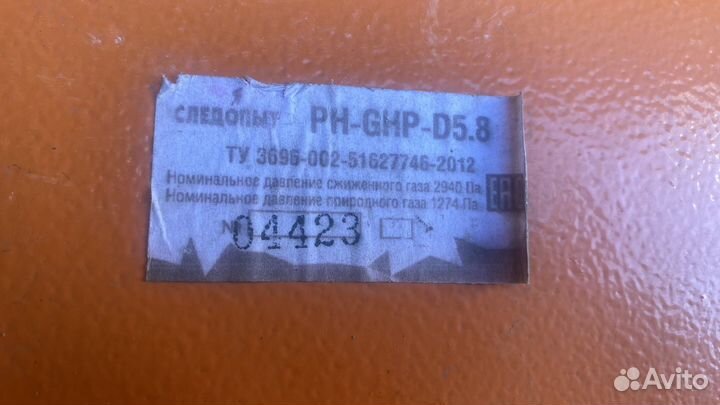 СЛЕДОПЫТ PH-GHP-D5.8
ТУ 3696-002-51627746-2012
Номинальное давление сжиженного газа 2940 Па
Номинальное давление природного газа 1274 Па
EAC
№ 04423
Avito